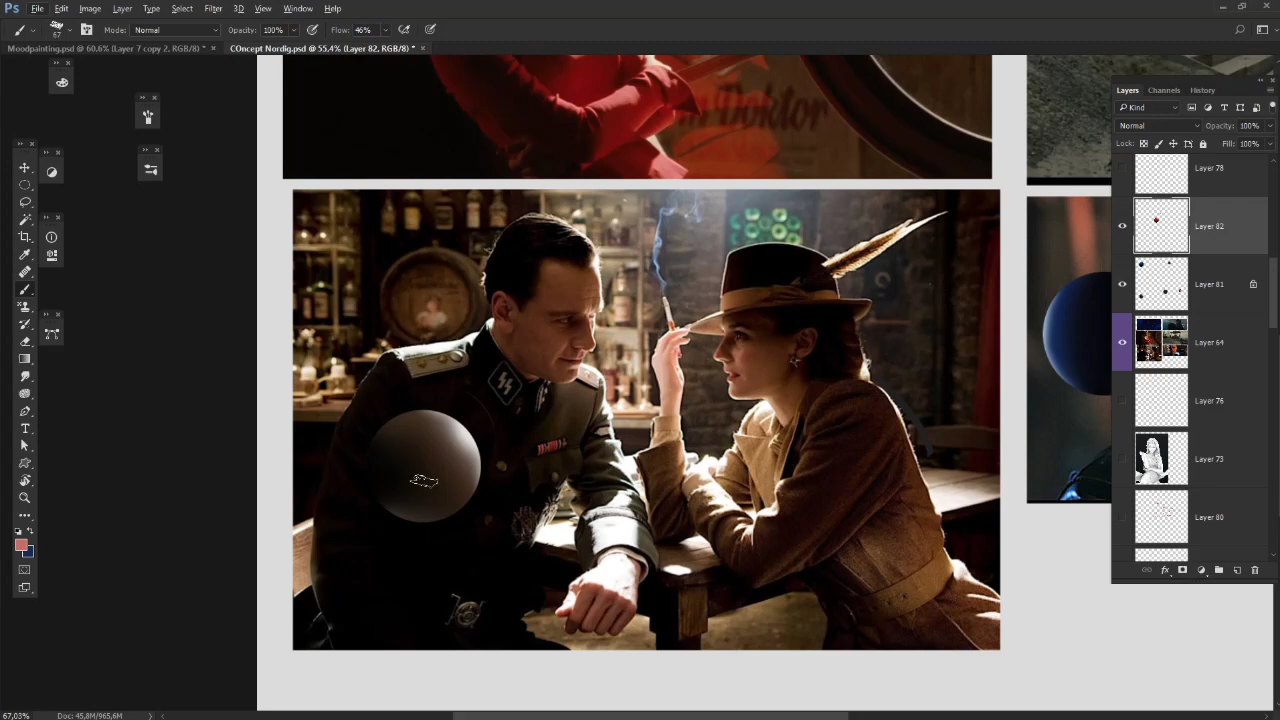 Ps File Edit Image Layer Type Select Filter 3D View Window Help
67 Mode: Normal Opacity: 100% Flow: 46%
Moodpainting.psd @ 60.6% (Layer 7 copy 2, RGB/8) * × COncept Nordig.psd @ 55.4% (Layer 82, RGB/8) * ×
Layers Channels History
Kind
Normal Opacity: 100%
Lock: Fill: 100%
Layer 78
Layer 82
Layer 81
Layer 64
Layer 76
Layer 73
Layer 80
fx
67,03% Doc: 45,8M/965,6M